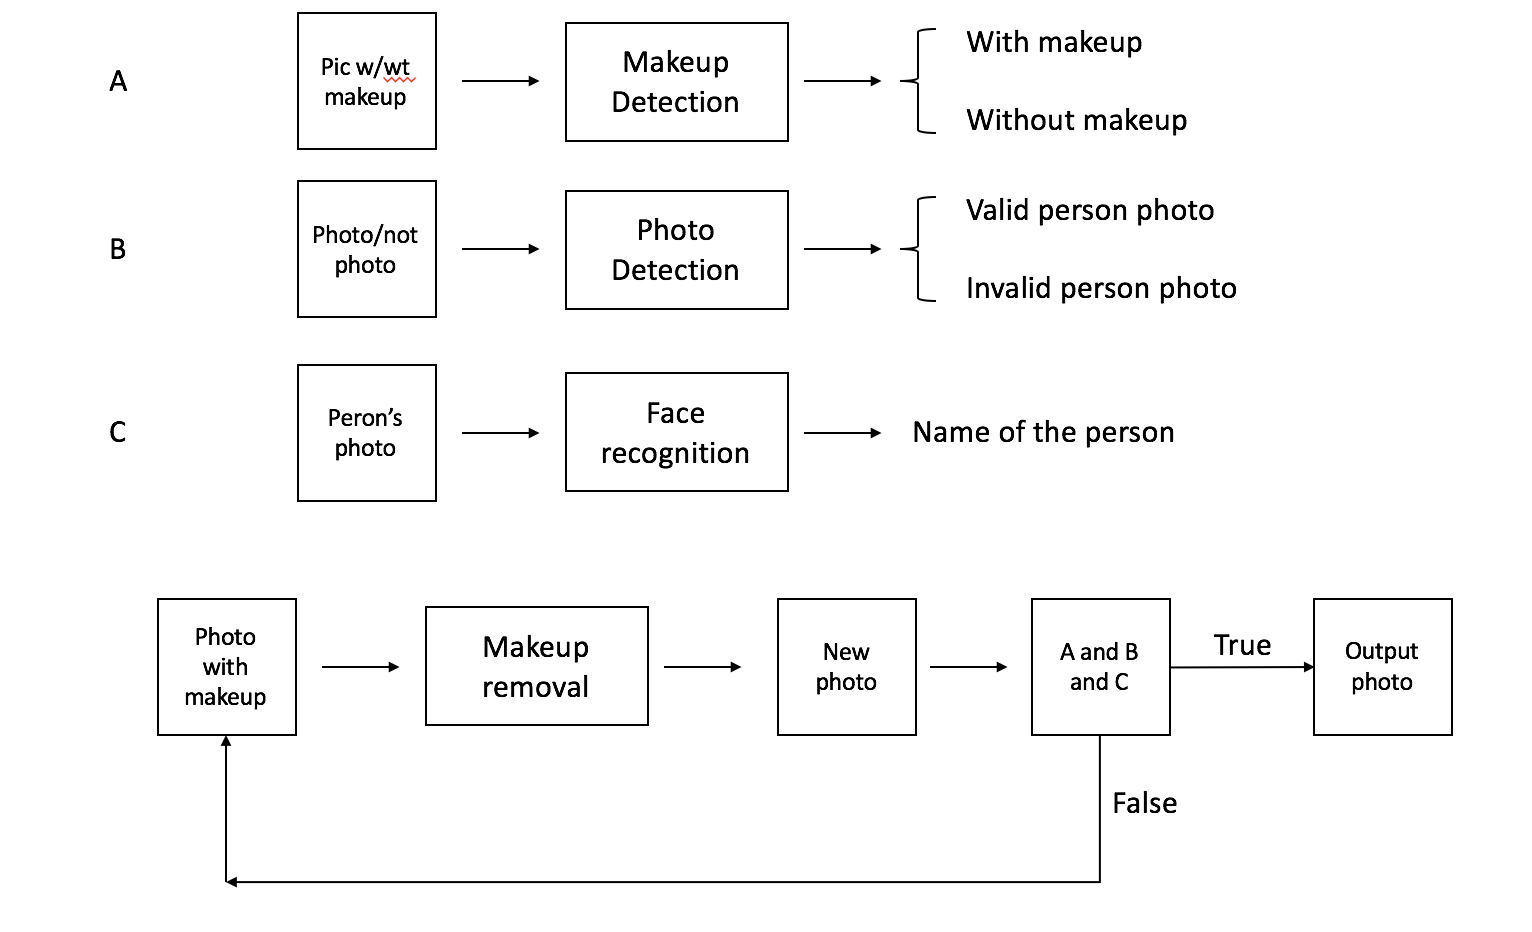 A
Pic w/wt
makeup
Makeup
Detection
With makeup
Without makeup
B
Photo/not
photo
Photo
Detection
Valid person photo
Invalid person photo
C
Peron’s
photo
Face
recognition
Name of the person
Photo
with
makeup
Makeup
removal
New
photo
A and B
and C
True
Output
photo
False